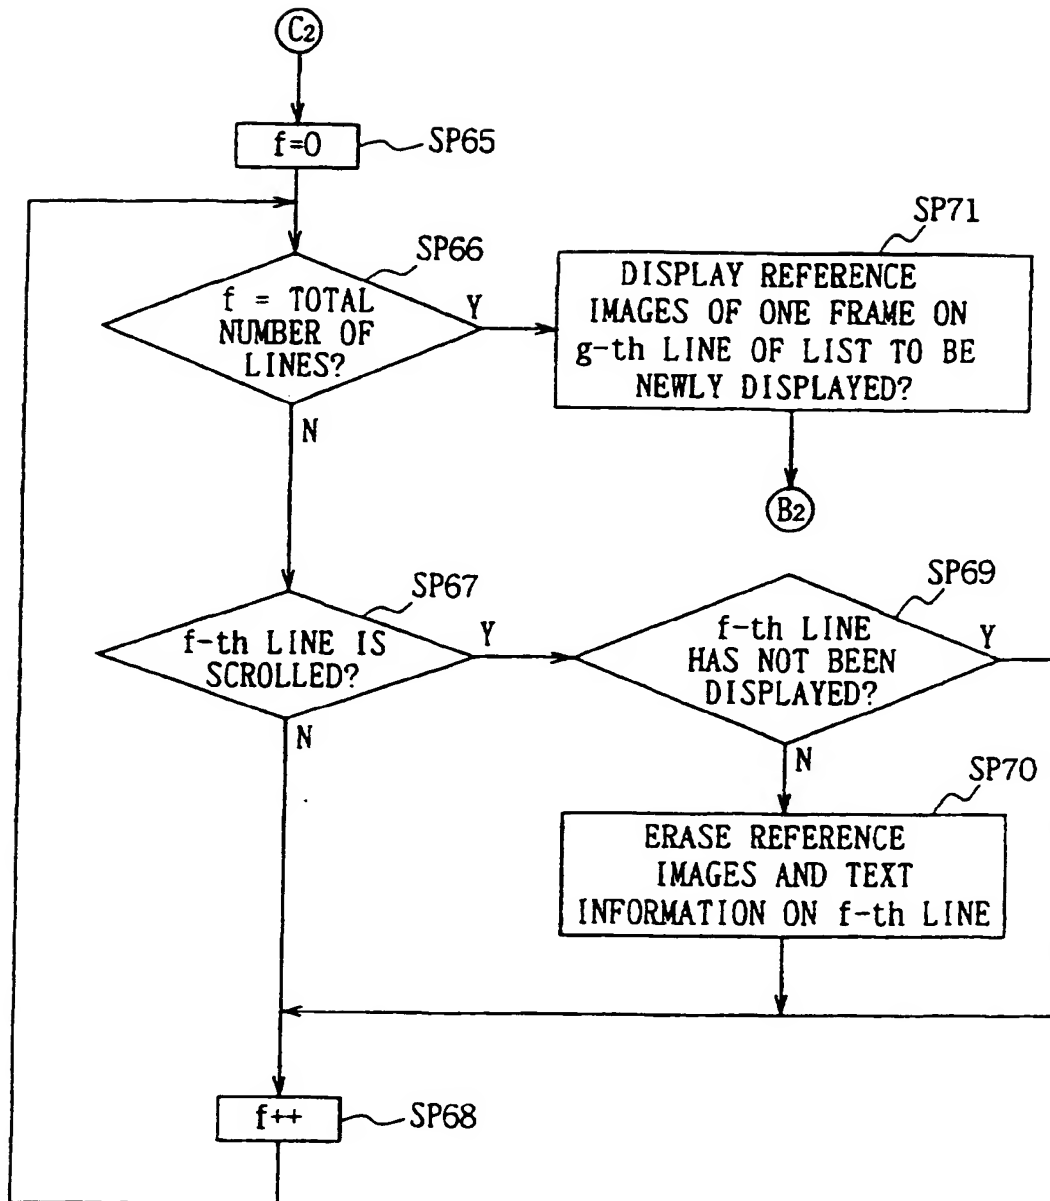 C2
f=0
SP65
SP66
f = TOTAL
NUMBER OF
LINES?
Y
N
SP71
DISPLAY REFERENCE
IMAGES OF ONE FRAME ON
g-th LINE OF LIST TO BE
NEWLY DISPLAYED?
B2
SP67
f-th LINE IS
SCROLLED?
Y
N
SP69
f-th LINE
HAS NOT BEEN
DISPLAYED?
Y
N
SP70
ERASE REFERENCE
IMAGES AND TEXT
INFORMATION ON f-th LINE
f++
SP68